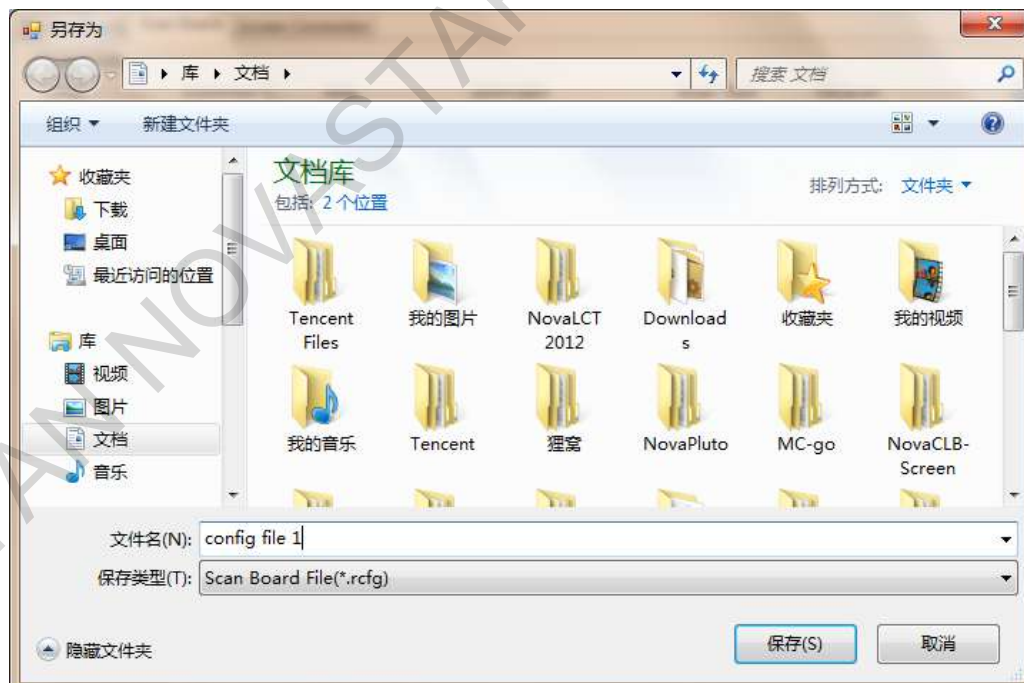 另存为
库 文档
搜索 文档
组织 新建文件夹
收藏夹
下载
桌面
最近访问的位置
库
视频
图片
文档
音乐
文档库
包括: 2 个位置
排列方式: 文件夹
Tencent Files
我的图片
NovaLCT 2012
Downloads
收藏夹
我的视频
我的音乐
Tencent
狸窝
NovaPluto
MC-go
NovaCLB-Screen
文件名(N): config file 1
保存类型(T): Scan Board File(*.rcfg)
隐藏文件夹
保存(S)
取消
AN NOVASTAR